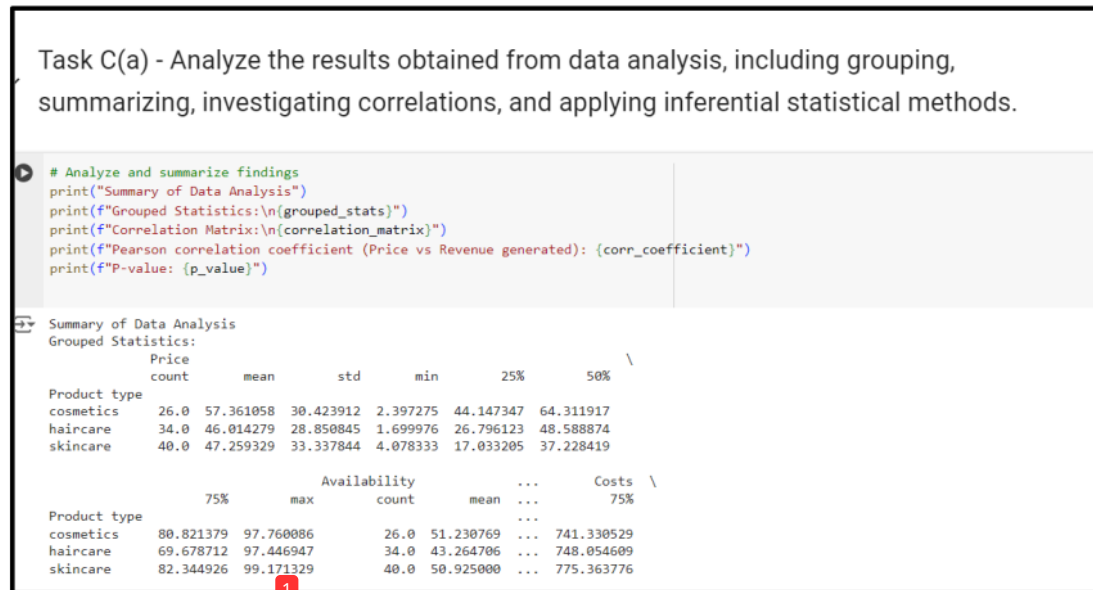 Task C(a) - Analyze the results obtained from data analysis, including grouping,
summarizing, investigating correlations, and applying inferential statistical methods.
# Analyze and summarize findings
print("Summary of Data Analysis")
print(f"Grouped Statistics:\n{grouped_stats}")
print(f"Correlation Matrix:\n{correlation_matrix}")
print(f"Pearson correlation coefficient (Price vs Revenue generated): {corr_coefficient}")
print(f"P-value: {p_value}")
Summary of Data Analysis
Grouped Statistics:
Price \
count mean std min 25% 50%
Product type
cosmetics 26.0 57.361058 30.423912 2.397275 44.147347 64.311917
haircare 34.0 46.014279 28.850845 1.699976 26.796123 48.588874
skincare 40.0 47.259329 33.337844 4.078333 17.033205 37.228419
Availability ... Costs \
75% max count mean ... 75%
Product type ...
cosmetics 80.821379 97.760086 26.0 51.230769 ... 741.330529
haircare 69.678712 97.446947 34.0 43.264706 ... 748.054609
skincare 82.344926 99.171329 40.0 50.925000 ... 775.363776
1